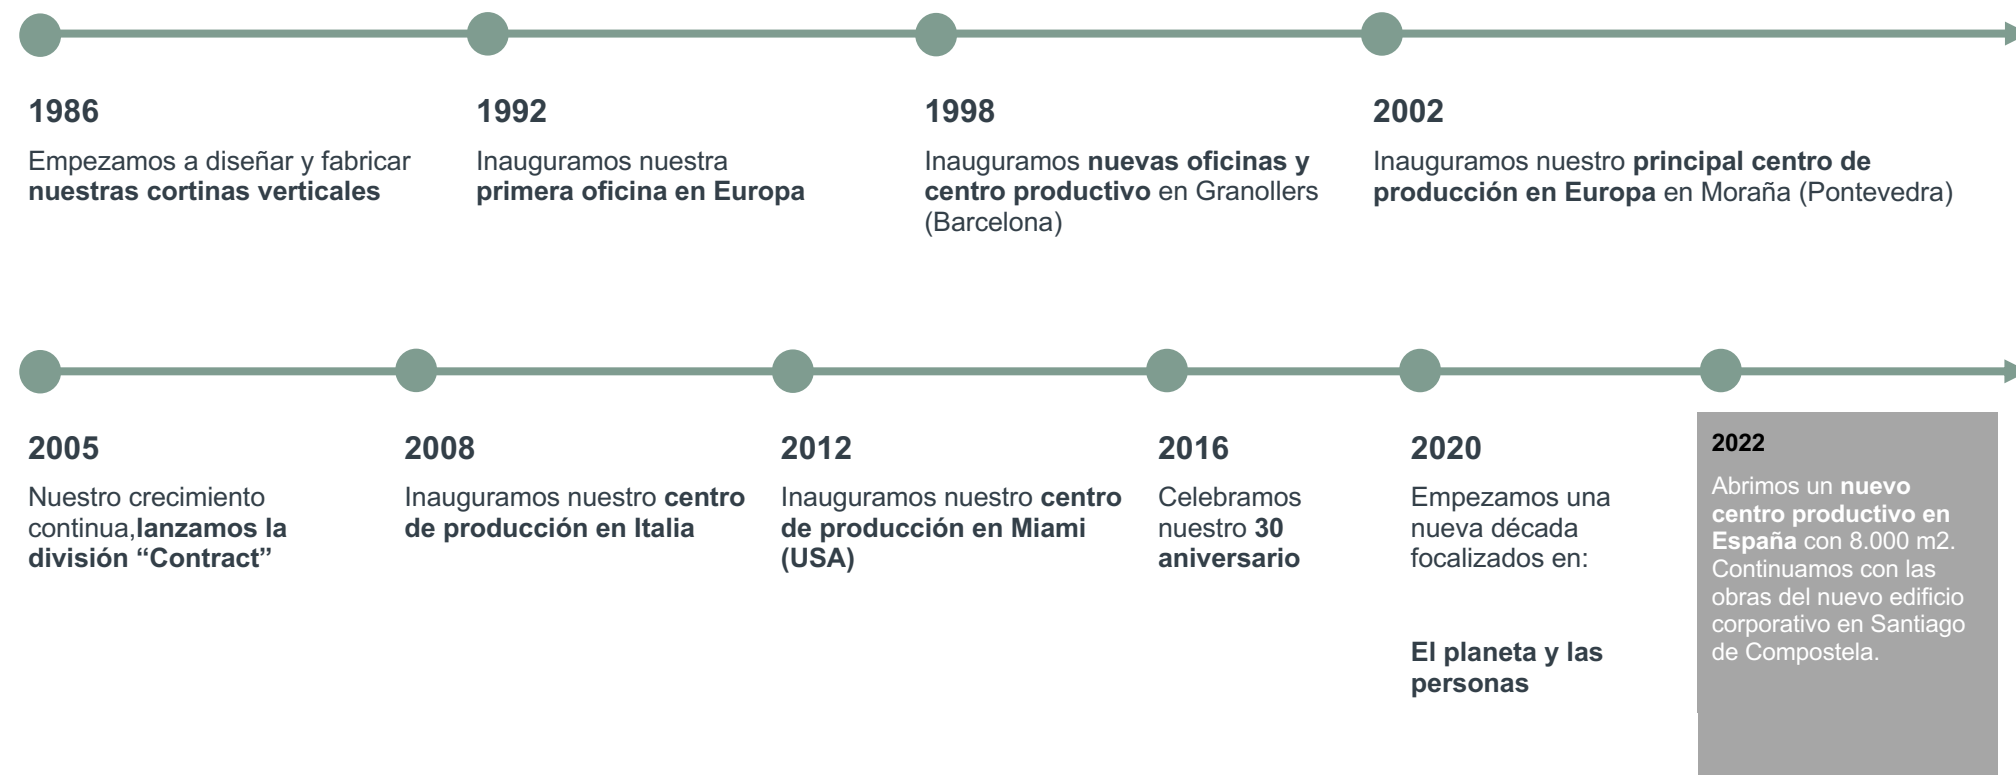 1986
Empezamos a diseñar y fabricar
nuestras cortinas verticales
1992
Inauguramos nuestra
primera oficina en Europa
1998
Inauguramos nuevas oficinas y
centro productivo en Granollers
(Barcelona)
2002
Inauguramos nuestro principal centro de
producción en Europa en Moraña (Pontevedra)
2005
Nuestro crecimiento
continua,lanzamos la
división “Contract”
2008
Inauguramos nuestro centro
de producción en Italia
2012
Inauguramos nuestro centro
de producción en Miami
(USA)
2016
Celebramos
nuestro 30
aniversario
2020
Empezamos una
nueva década
focalizados en:
El planeta y las
personas
2022
Abrimos un nuevo
centro productivo en
España con 8.000 m2.
Continuamos con las
obras del nuevo edificio
corporativo en Santiago
de Compostela.